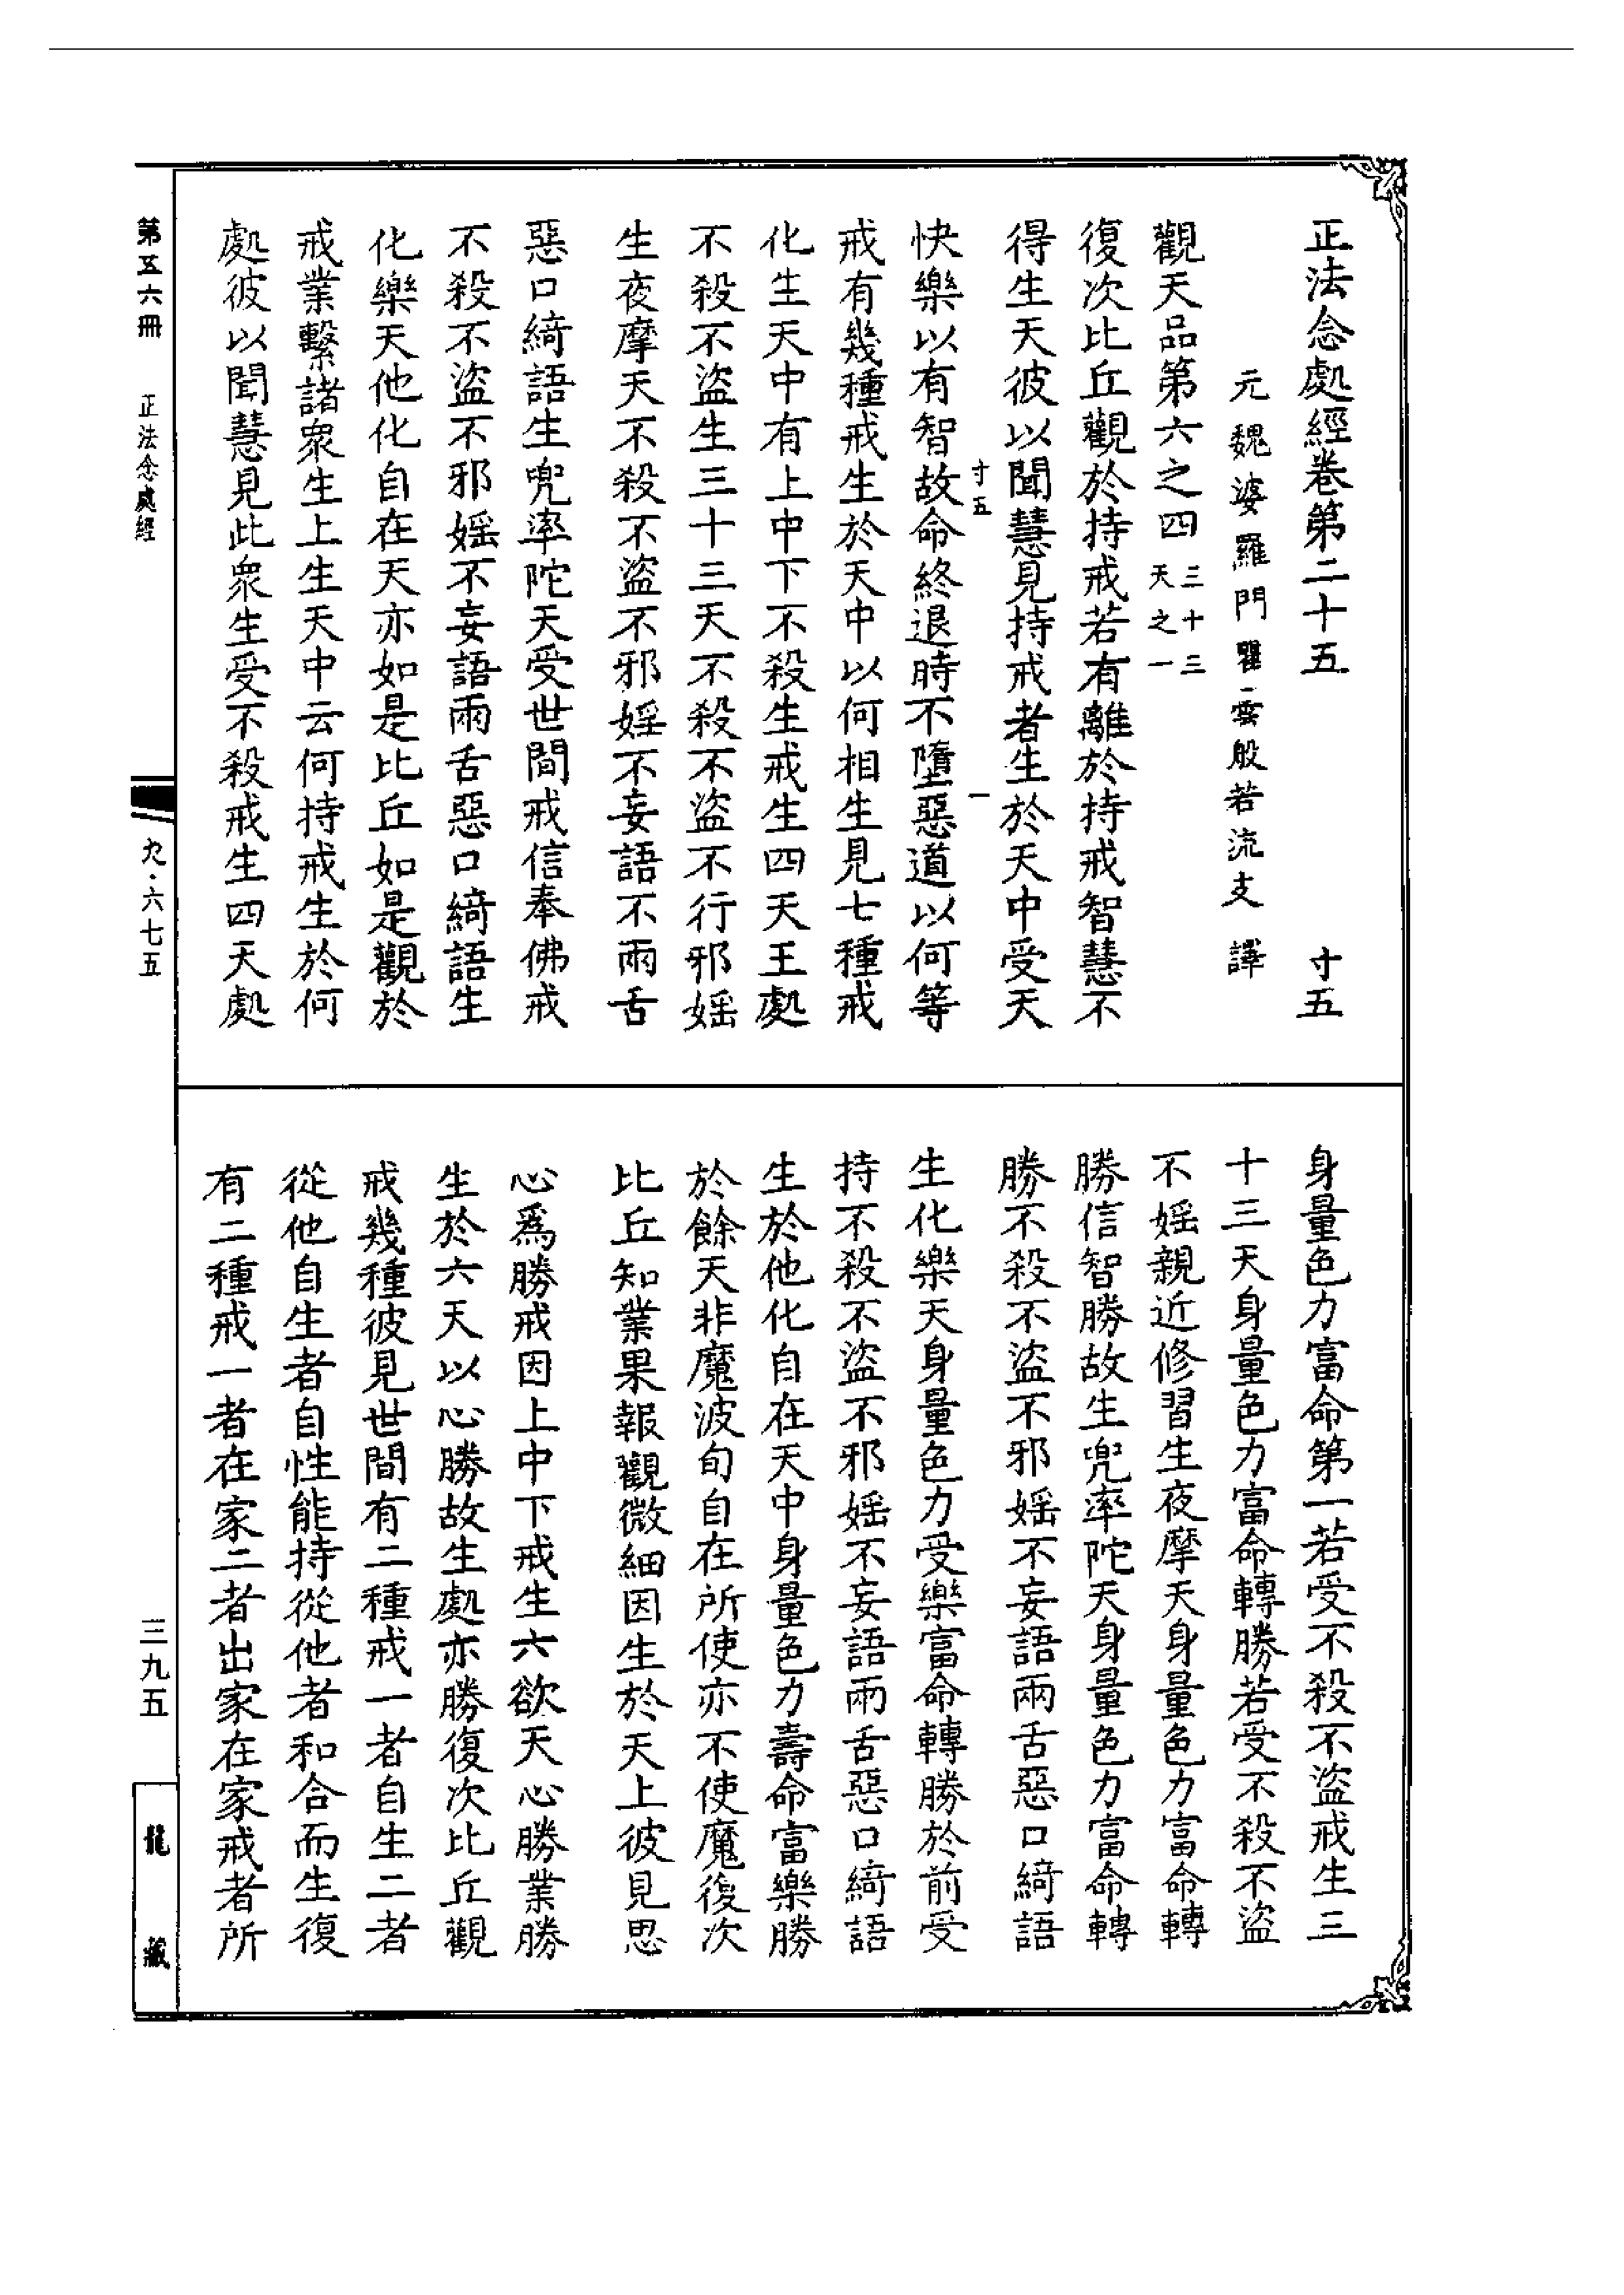 正法念處經卷第二十五　寸五
元魏婆羅門瞿曇般若流支譯
觀天品第六之四 三十三天之一
復次比丘觀於持戒若有離於持戒智慧不
得生天彼以聞慧見持戒者生於天中受天
寸五　一
快樂以有智故命終退時不墮惡道以何等
戒有幾種戒生於天中以何相生見七種戒
化生天中有上中下不殺生戒生四天王處
不殺不盜生三十三天不殺不盜不行邪婬
生夜摩天不殺不盜不邪婬不妄語不兩舌
惡口綺語生兜率陀天受世間戒信奉佛戒
不殺不盜不邪婬不妄語兩舌惡口綺語生
化樂天他化自在天亦如是比丘如是觀於
戒業繫諸衆生上生天中云何持戒生於何
處彼以聞慧見此衆生受不殺戒生四天處
身量色力富命第一若受不殺不盜戒生三
十三天身量色力富命轉勝若受不殺不盜
不婬親近修習生夜摩天身量色力富命轉
勝信智勝故生兜率陀天身量色力富命轉
勝不殺不盜不邪婬不妄語兩舌惡口綺語
生化樂天身量色力受樂富命轉勝於前受
持不殺不盜不邪婬不妄語兩舌惡口綺語
生於他化自在天中身量色力壽命富樂勝
於餘天非魔波旬自在所使亦不使魔復次
比丘知業果報觀微細因生於天上彼見思
心爲勝戒因上中下戒生六欲天心勝業勝
生於六天以心勝故生處亦勝復次比丘觀
戒幾種彼見世間有二種戒一者自生二者
從他自生者自性能持從他者和合而生復
有二種戒一者在家二者出家在家戒者所
第五六冊　正法念處經　九·六七五　三九五　龍藏